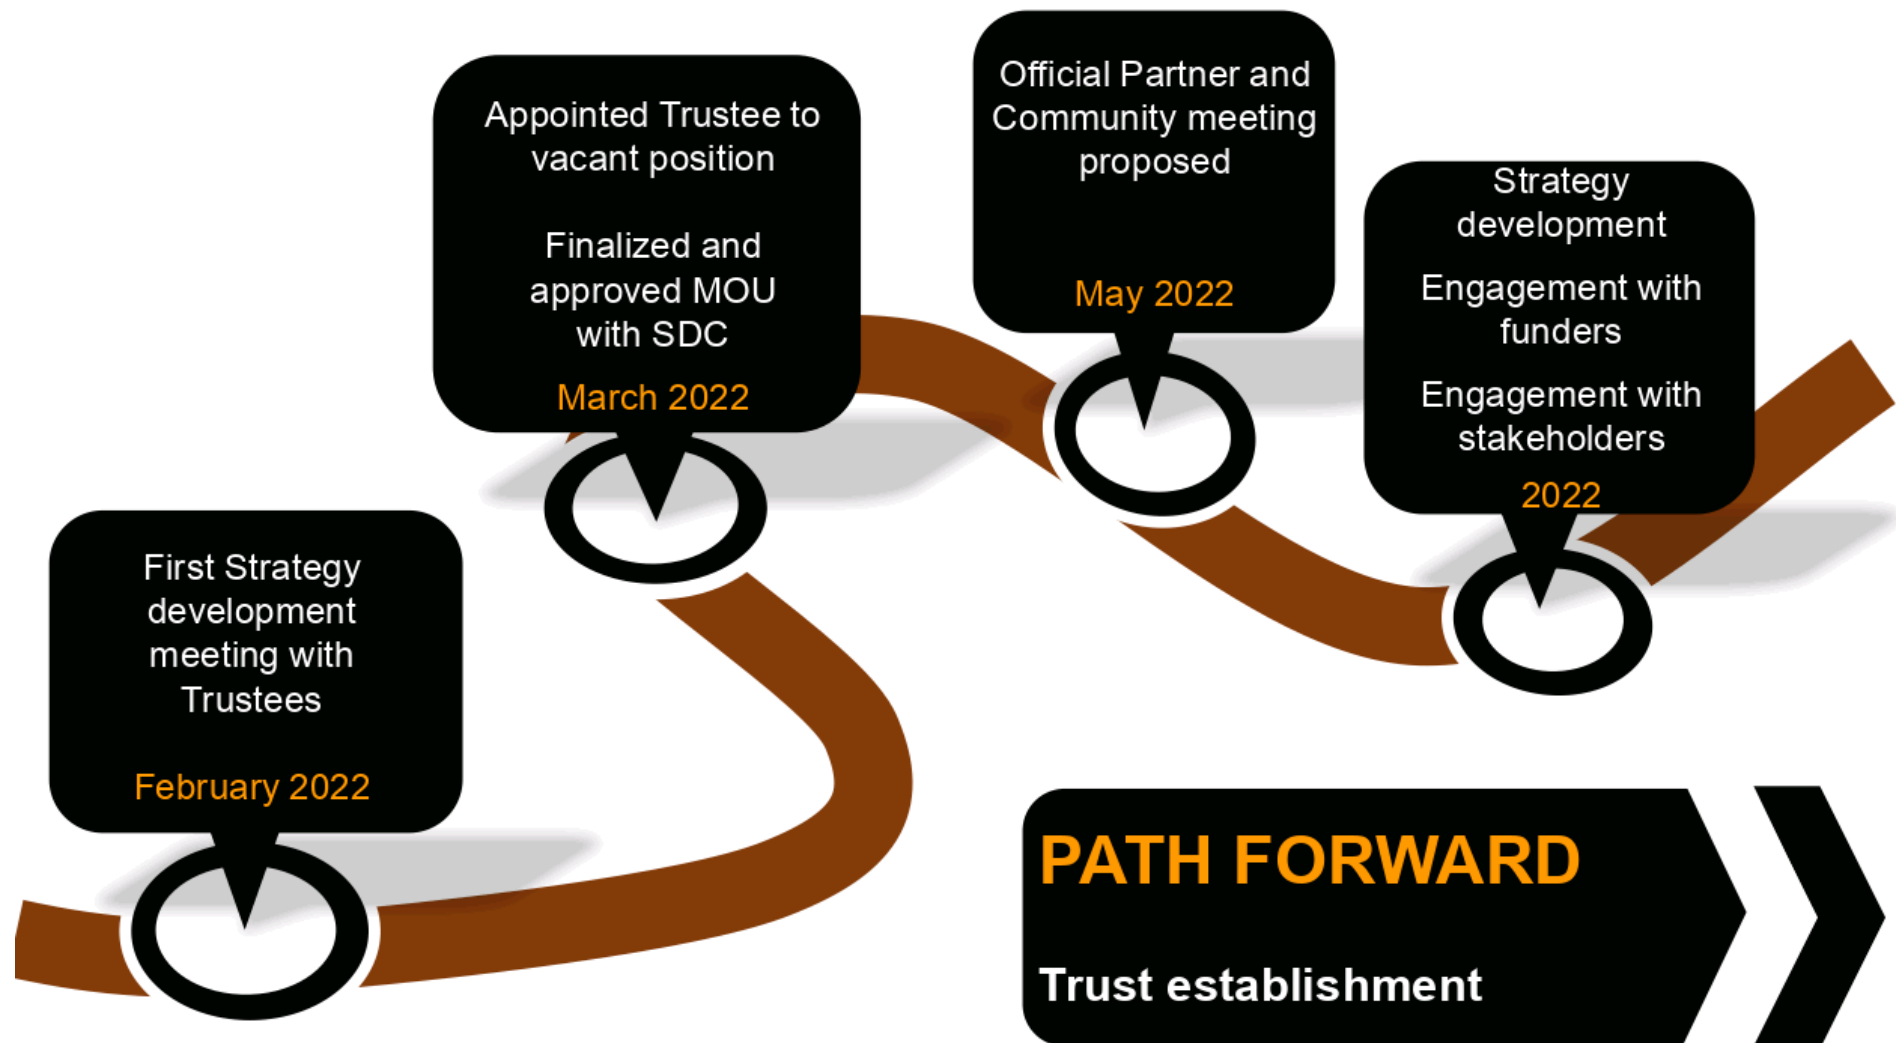 First Strategy
development
meeting with
Trustees
February 2022
Appointed Trustee to
vacant position
Finalized and
approved MOU
with SDC
March 2022
Official Partner and
Community meeting
proposed
May 2022
Strategy
development
Engagement with
funders
Engagement with
stakeholders
2022
PATH FORWARD
Trust establishment